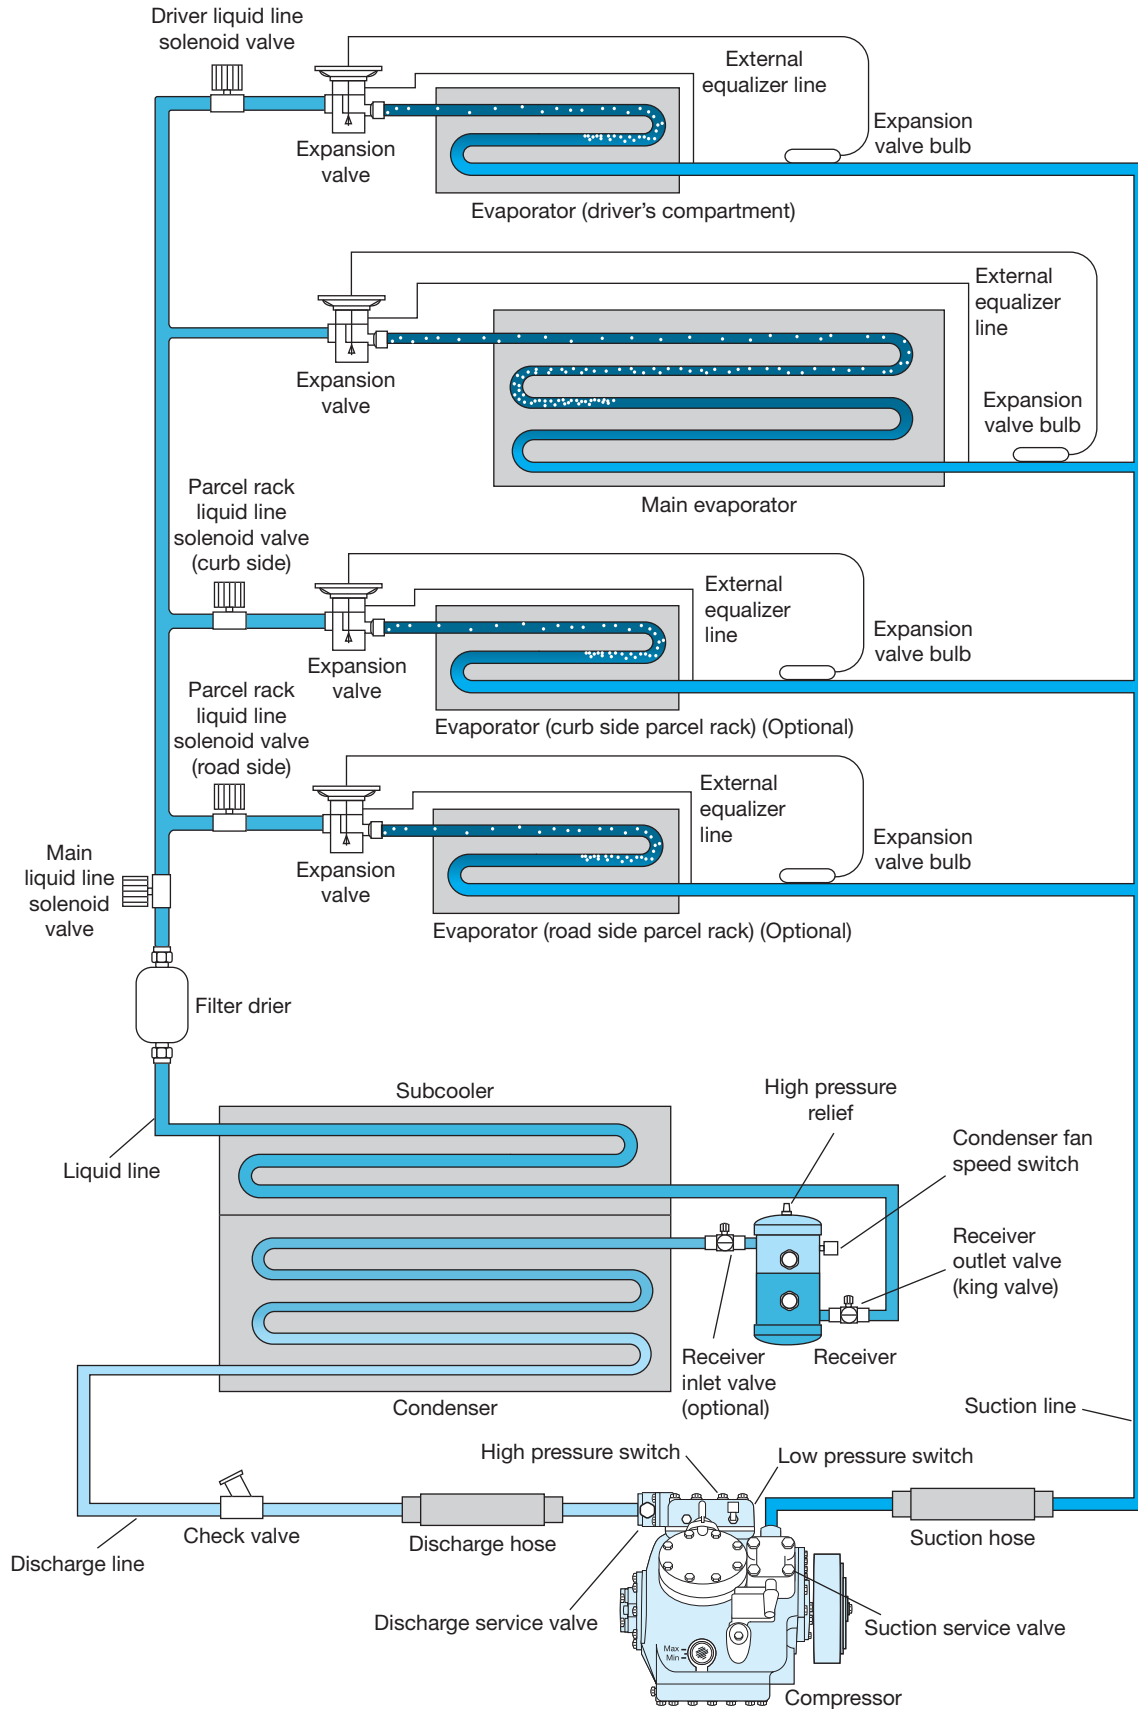 Driver liquid line
solenoid valve
External
equalizer line
Expansion
valve bulb
Expansion
valve
Evaporator (driver's compartment)
External
equalizer
line
Expansion
valve
Expansion
valve bulb
Main evaporator
Parcel rack
liquid line
solenoid valve
(curb side)
External
equalizer
line
Expansion
valve bulb
Expansion
valve
Evaporator (curb side parcel rack) (Optional)
Parcel rack
liquid line
solenoid valve
(road side)
External
equalizer
line
Expansion
valve bulb
Expansion
valve
Evaporator (road side parcel rack) (Optional)
Main
liquid line
solenoid
valve
Filter drier
Subcooler
High pressure
relief
Condenser fan
speed switch
Liquid line
Receiver
outlet valve
(king valve)
Receiver
inlet valve
(optional)
Receiver
Condenser
Suction line
High pressure switch
Low pressure switch
Check valve
Discharge hose
Suction hose
Discharge line
Discharge service valve
Suction service valve
Max
Min
Compressor